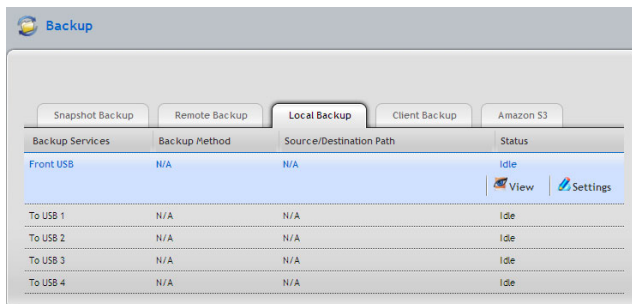 Backup
Snapshot Backup Remote Backup Local Backup Client Backup Amazon S3
Backup Services Backup Method Source/Destination Path Status
Front USB N/A N/A Idle
View Settings
To USB 1 N/A N/A Idle
To USB 2 N/A N/A Idle
To USB 3 N/A N/A Idle
To USB 4 N/A N/A Idle